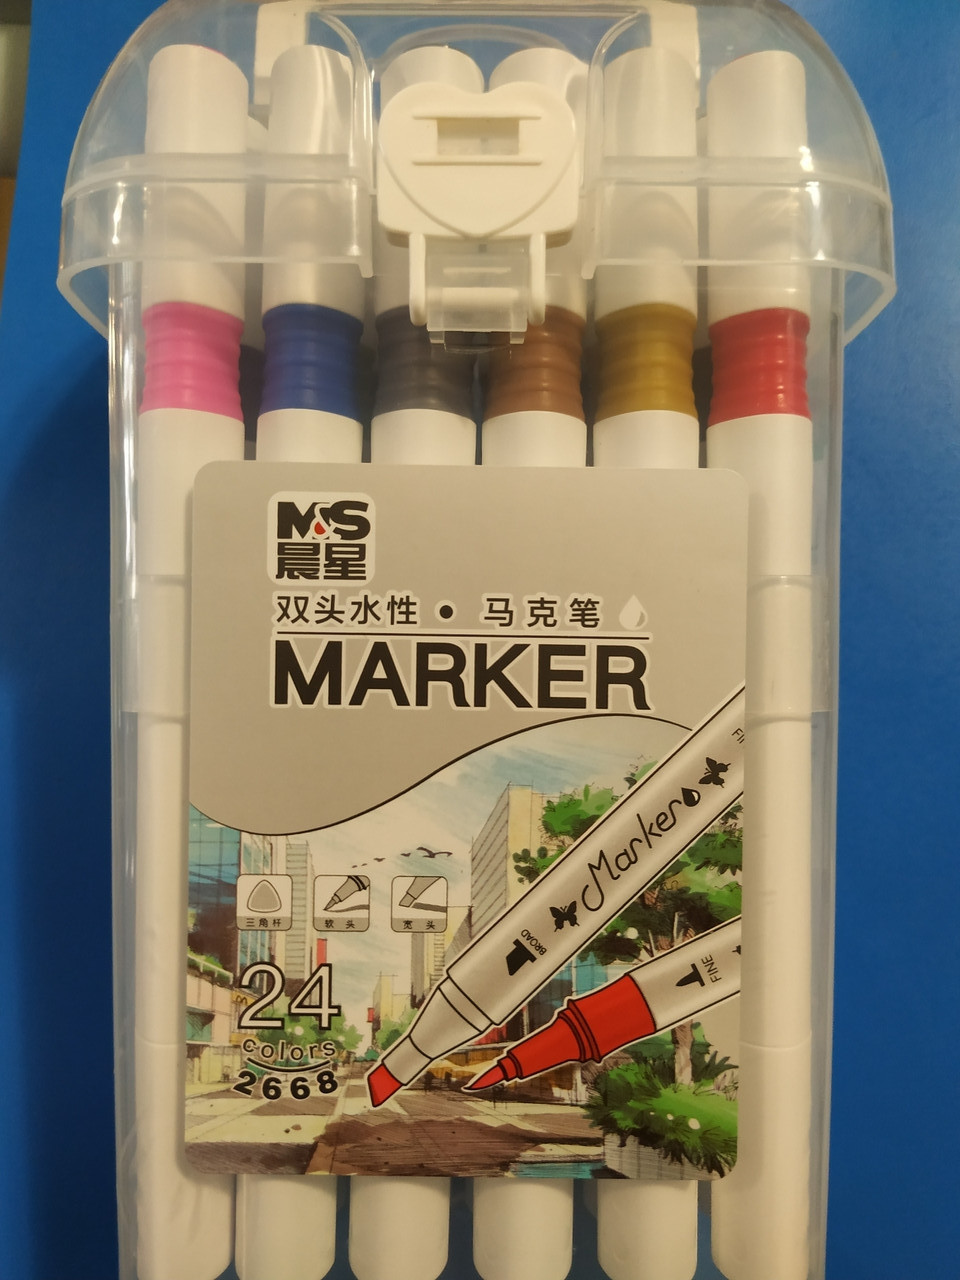 M&S
晨星
双头水性 • 马克笔
MARKER
FI
Marker
BROAD
FINE
三角杆
软头
宽头
24
colors
2668